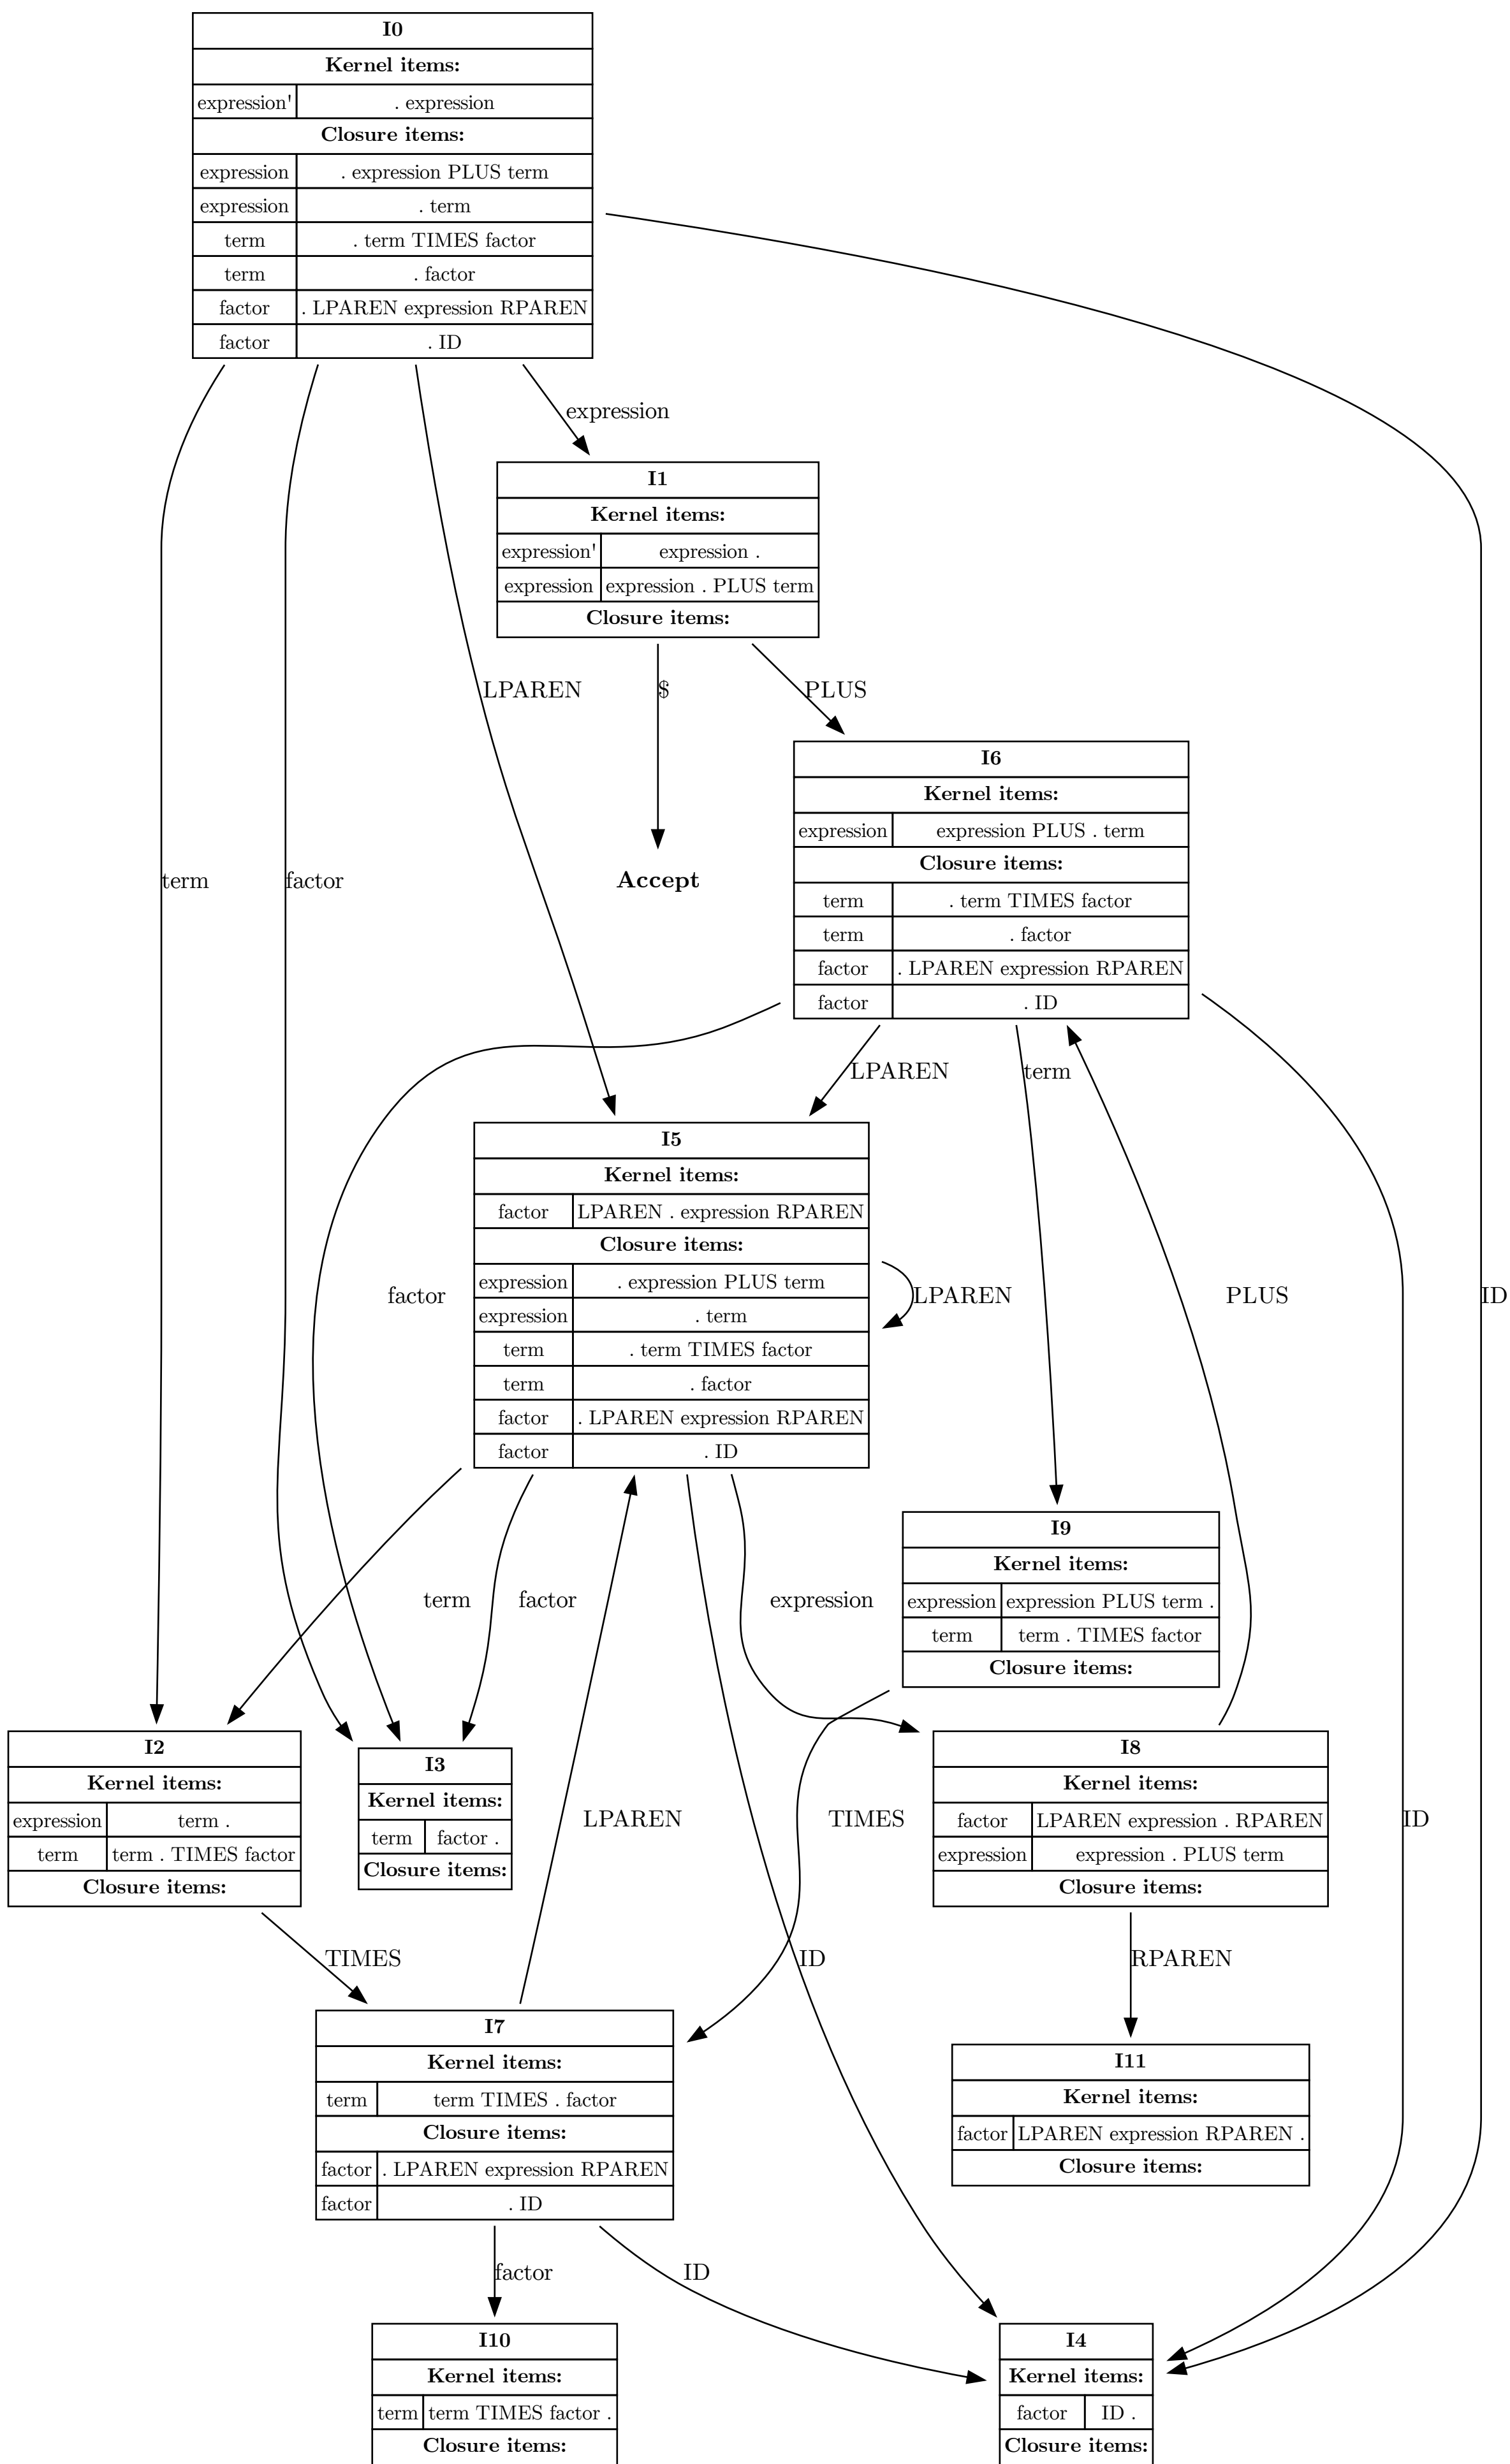 I0
Kernel items:
expression' . expression
Closure items:
expression . expression PLUS term
expression . term
term . term TIMES factor
term . factor
factor . LPAREN expression RPAREN
factor . ID
expression
I1
Kernel items:
expression' expression .
expression expression . PLUS term
Closure items:
LPAREN
$
PLUS
I6
Kernel items:
expression expression PLUS . term
Closure items:
term . term TIMES factor
term . factor
factor . LPAREN expression RPAREN
factor . ID
term
factor
Accept
LPAREN
term
I5
Kernel items:
factor LPAREN . expression RPAREN
Closure items:
expression . expression PLUS term
expression . term
term . term TIMES factor
term . factor
factor . LPAREN expression RPAREN
factor . ID
factor
LPAREN
PLUS
ID
I9
Kernel items:
expression expression PLUS term .
term term . TIMES factor
Closure items:
term
factor
expression
I2
Kernel items:
expression term .
term term . TIMES factor
Closure items:
I3
Kernel items:
term factor .
Closure items:
LPAREN
TIMES
I8
Kernel items:
factor LPAREN expression . RPAREN
expression expression . PLUS term
Closure items:
ID
TIMES
ID
RPAREN
I7
Kernel items:
term term TIMES . factor
Closure items:
factor . LPAREN expression RPAREN
factor . ID
I11
Kernel items:
factor LPAREN expression RPAREN .
Closure items:
factor
ID
I10
Kernel items:
term term TIMES factor .
Closure items:
I4
Kernel items:
factor ID .
Closure items: